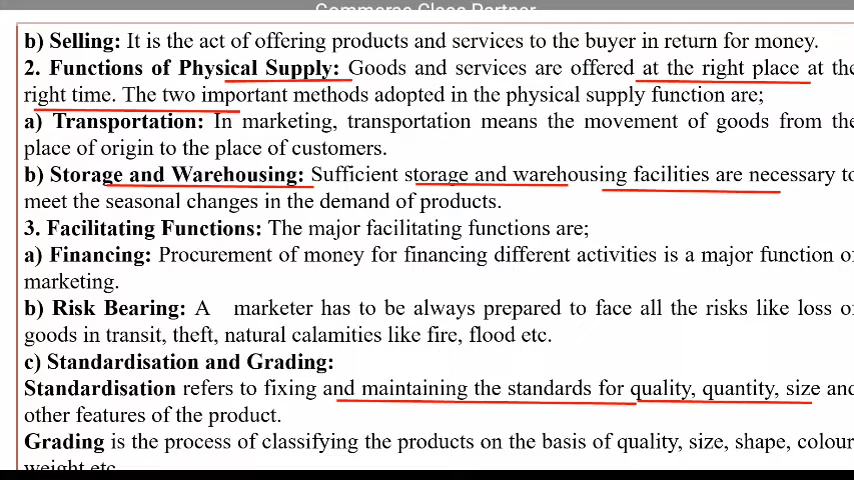 Commerce Class Partner
b) Selling: It is the act of offering products and services to the buyer in return for money.
2. Functions of Physical Supply: Goods and services are offered at the right place at the
right time. The two important methods adopted in the physical supply function are;
a) Transportation: In marketing, transportation means the movement of goods from the
place of origin to the place of customers.
b) Storage and Warehousing: Sufficient storage and warehousing facilities are necessary to
meet the seasonal changes in the demand of products.
3. Facilitating Functions: The major facilitating functions are;
a) Financing: Procurement of money for financing different activities is a major function of
marketing.
b) Risk Bearing: A marketer has to be always prepared to face all the risks like loss of
goods in transit, theft, natural calamities like fire, flood etc.
c) Standardisation and Grading:
Standardisation refers to fixing and maintaining the standards for quality, quantity, size and
other features of the product.
Grading is the process of classifying the products on the basis of quality, size, shape, colour
weight etc